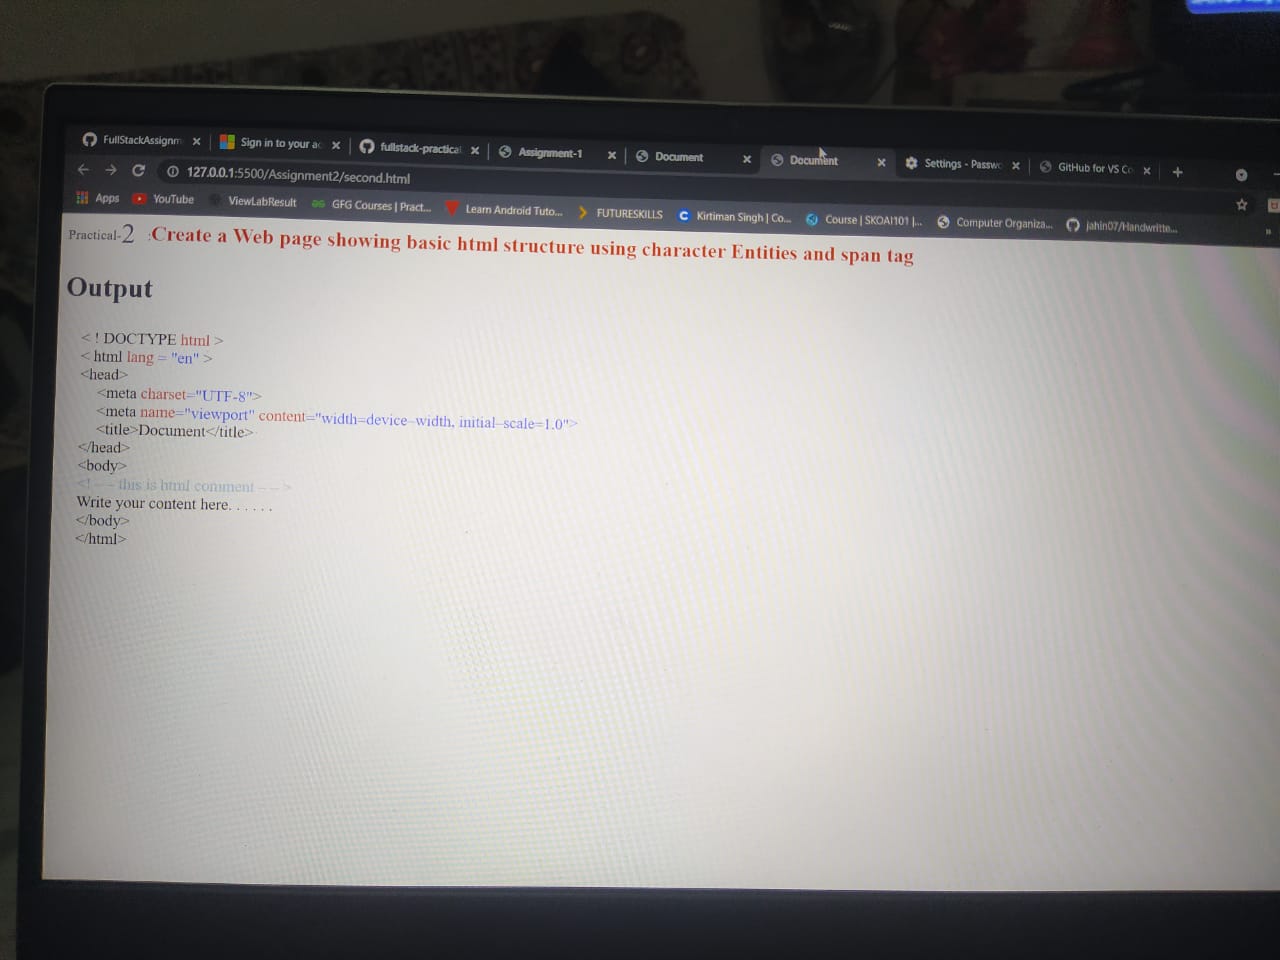 FullStackAssignm
Sign in to your ac
fullstack-practical
Assignment-1
Document
Document
Settings - Passwo
GitHub for VS Co
127.0.0.1:5500/Assignment2/second.html
Apps
YouTube
ViewLabResult
GFG Courses | Pract...
Learn Android Tuto...
FUTURESKILLS
Kirtiman Singh | Co...
Course | SKOAI101 |...
Computer Organiza...
jahin07/Handwritte...
»
Practical-2 :Create a Web page showing basic html structure using character Entities and span tag
Output
< ! DOCTYPE html >
< html lang = "en" >
<head>
<meta charset="UTF-8">
<meta name="viewport" content="width=device–width, initial–scale=1.0">
<title>Document</title>
</head>
<body>
<! – – this is html comment – – >
Write your content here. . . . . .
</body>
</html>